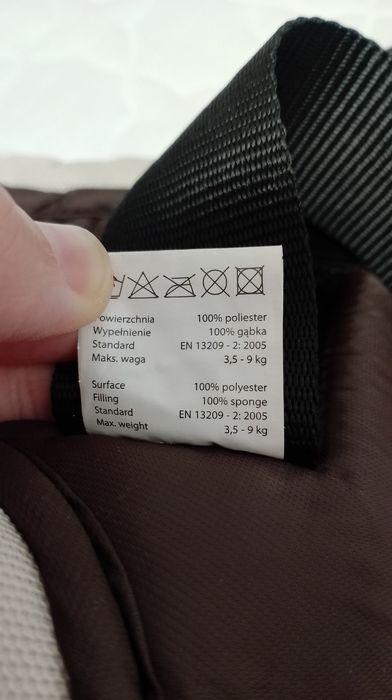 Powierzchnia 100% poliester
Wypełnienie 100% gąbka
Standard EN 13209 - 2: 2005
Maks. waga 3,5 - 9 kg
Surface 100% polyester
Filling 100% sponge
Standard EN 13209 - 2: 2005
Max. weight 3,5 - 9 kg